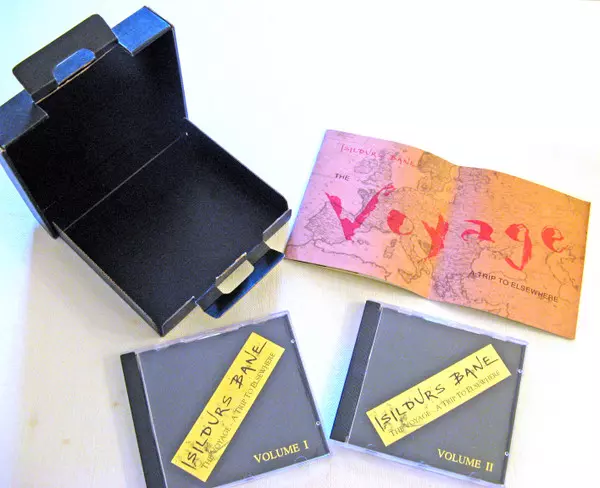 ISILDURS BANE
THE
Voyage
A TRIP TO ELSEWHERE
ISILDURS BANE
THE VOYAGE - A TRIP TO ELSEWHERE
VOLUME I
ISILDURS BANE
THE VOYAGE - A TRIP TO ELSEWHERE
VOLUME II